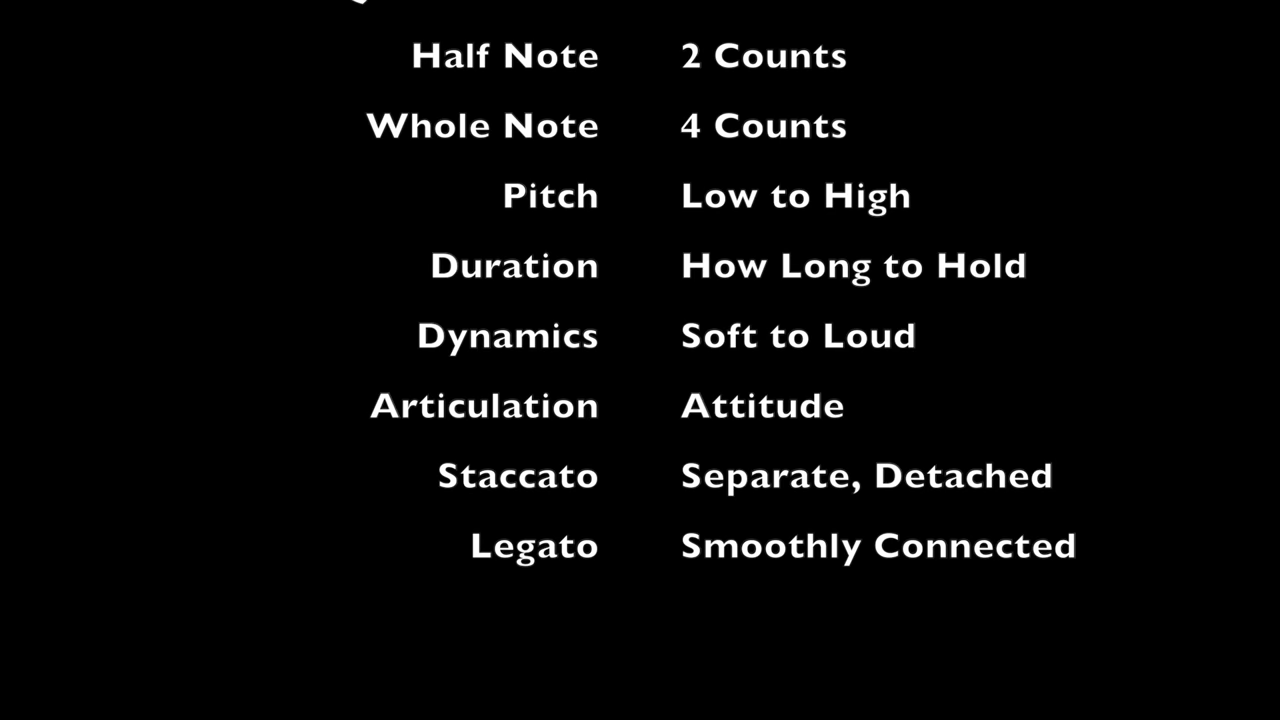 Half Note 2 Counts
Whole Note 4 Counts
Pitch Low to High
Duration How Long to Hold
Dynamics Soft to Loud
Articulation Attitude
Staccato Separate, Detached
Legato Smoothly Connected